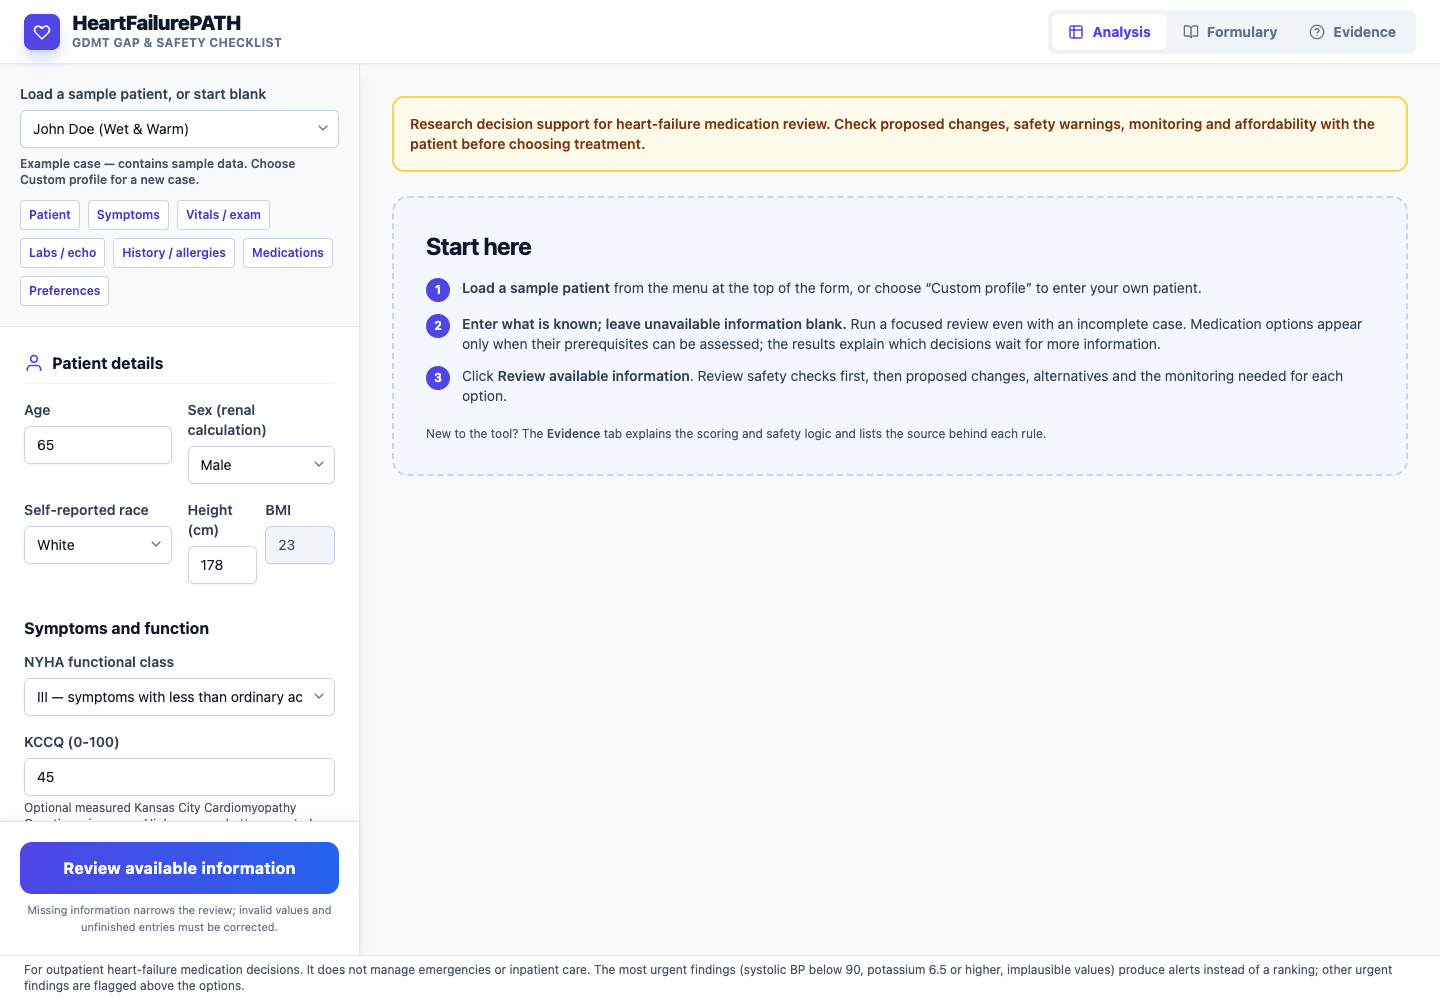 HeartFailurePATH
GDMT GAP & SAFETY CHECKLIST
Analysis
Formulary
Evidence
Load a sample patient, or start blank
John Doe (Wet & Warm)
Example case — contains sample data. Choose
Custom profile for a new case.
Patient
Symptoms
Vitals / exam
Labs / echo
History / allergies
Medications
Preferences
Patient details
Age
Sex (renal
calculation)
65
Male
Self-reported race
Height
(cm)
BMI
White
178
23
Symptoms and function
NYHA functional class
III — symptoms with less than ordinary ac
KCCQ (0-100)
45
Optional measured Kansas City Cardiomyopathy
Review available information
Missing information narrows the review; invalid values and
unfinished entries must be corrected.
Research decision support for heart-failure medication review. Check proposed changes, safety warnings, monitoring and affordability with the
patient before choosing treatment.
Start here
1 Load a sample patient from the menu at the top of the form, or choose “Custom profile” to enter your own patient.
2 Enter what is known; leave unavailable information blank. Run a focused review even with an incomplete case. Medication options appear
only when their prerequisites can be assessed; the results explain which decisions wait for more information.
3 Click Review available information. Review safety checks first, then proposed changes, alternatives and the monitoring needed for each
option.
New to the tool? The Evidence tab explains the scoring and safety logic and lists the source behind each rule.
For outpatient heart-failure medication decisions. It does not manage emergencies or inpatient care. The most urgent findings (systolic BP below 90, potassium 6.5 or higher, implausible values) produce alerts instead of a ranking; other urgent
findings are flagged above the options.